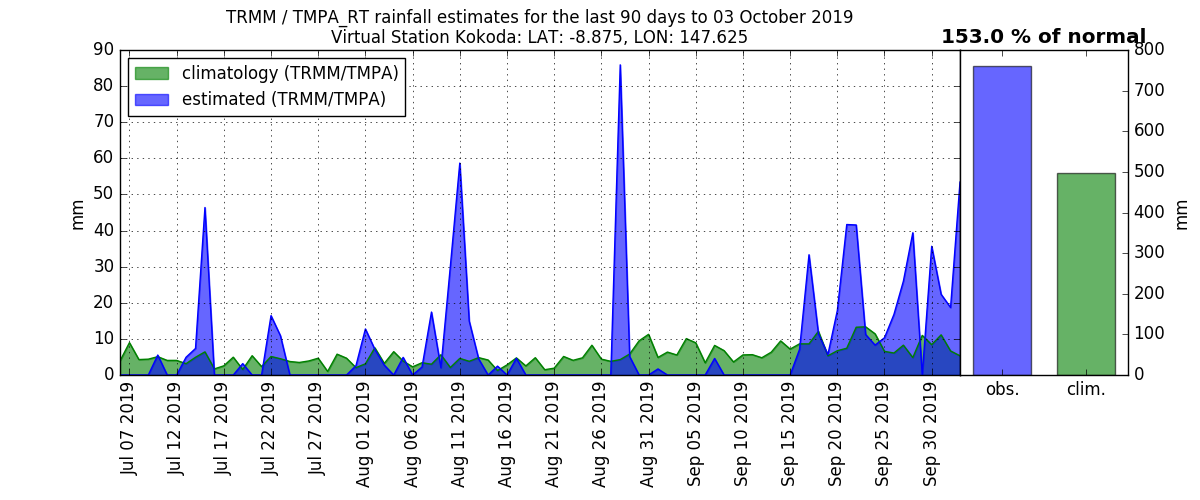 TRMM / TMPA_RT rainfall estimates for the last 90 days to 03 October 2019
Virtual Station Kokoda: LAT: -8.875, LON: 147.625
153.0 % of normal
climatology (TRMM/TMPA)
estimated (TRMM/TMPA)
mm
90
80
70
60
50
40
30
20
10
0
Jul 07 2019
Jul 12 2019
Jul 17 2019
Jul 22 2019
Jul 27 2019
Aug 01 2019
Aug 06 2019
Aug 11 2019
Aug 16 2019
Aug 21 2019
Aug 26 2019
Aug 31 2019
Sep 05 2019
Sep 10 2019
Sep 15 2019
Sep 20 2019
Sep 25 2019
Sep 30 2019
800
700
600
500
400
300
200
100
0
mm
obs.
clim.